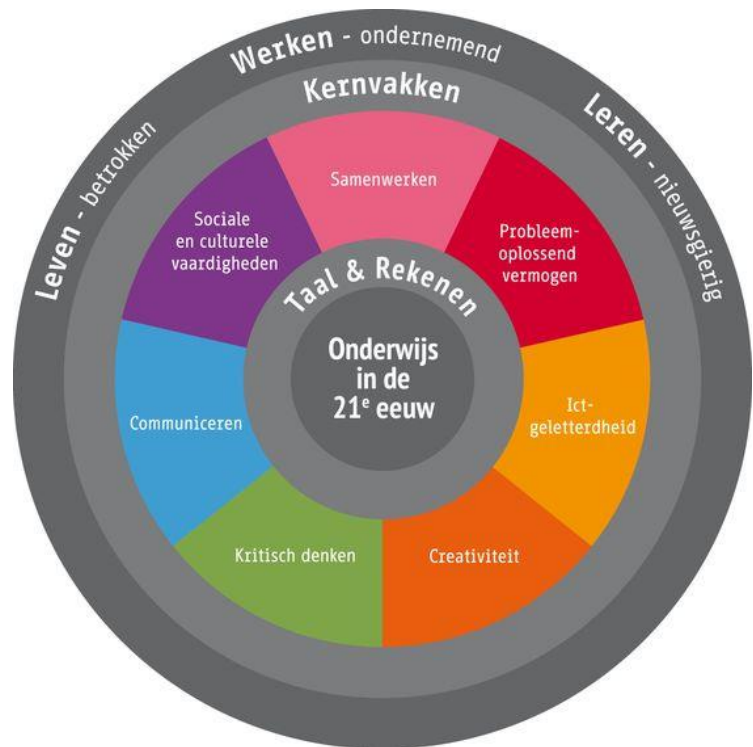 Werken - ondernemend
Leren - nieuwsgierig
Leven - betrokken
Kernvakken
Samenwerken
Probleem-
oplossend
vermogen
Ict-
geletterdheid
Creativiteit
Kritisch denken
Communiceren
Sociale
en culturele
vaardigheden
Taal & Rekenen
Onderwijs
in de
21e eeuw